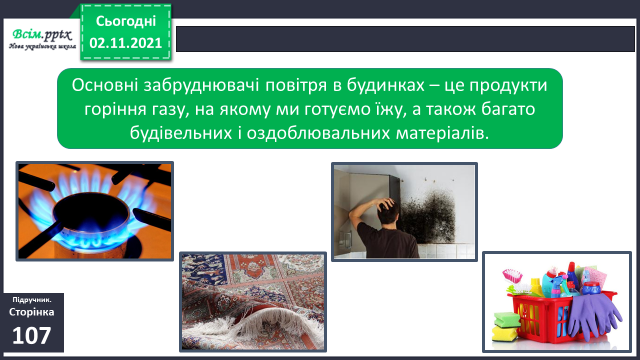 Всім.pptx
Нова українська школа
Сьогодні
02.11.2021
Основні забруднювачі повітря в будинках – це продукти
горіння газу, на якому ми готуємо їжу, а також багато
будівельних і оздоблювальних матеріалів.
Підручник.
Сторінка
107